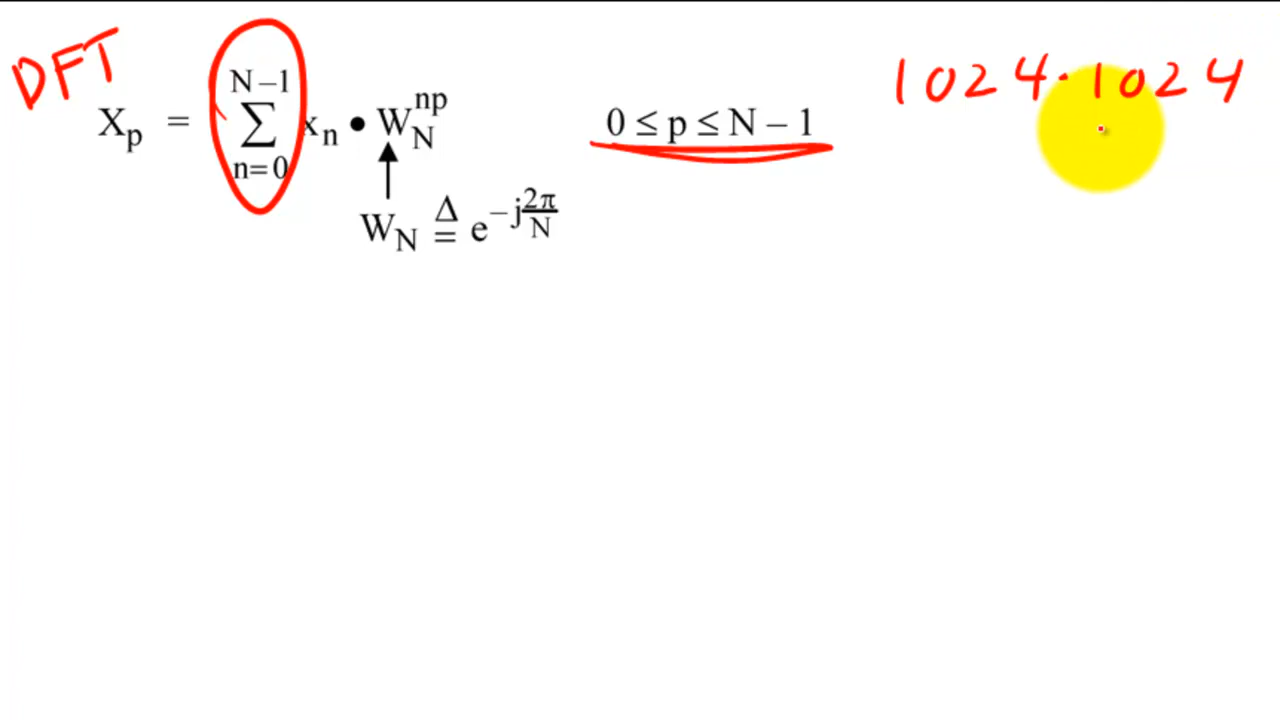 DFT
1024·1024
X_p = ∑_{n=0}^{N–1} x_n • W_N^{np}    0 ≤ p ≤ N – 1
W_N ≜ e^{–j2π/N}